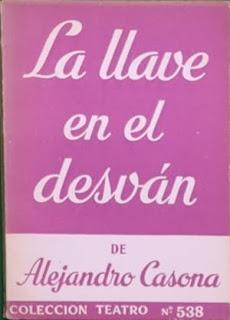 La llave
en el
desván
DE
Alejandro Casona
COLECCION TEATRO Nº 538